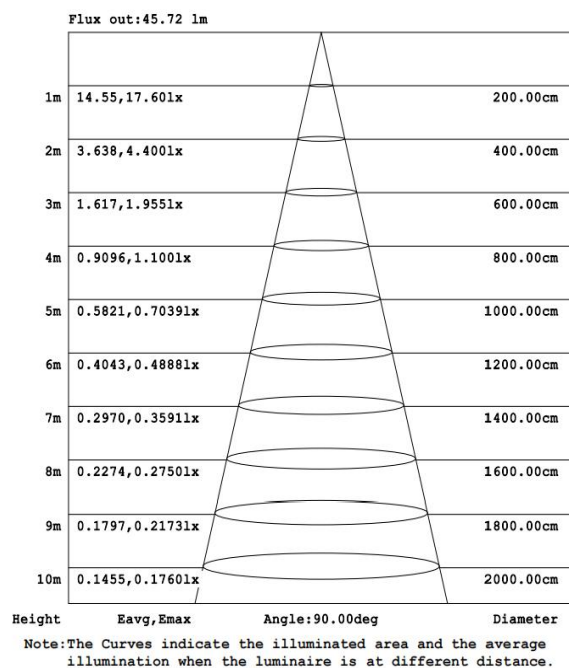 Flux out:45.72 lm
1m 14.55,17.60lx 200.00cm
2m 3.638,4.400lx 400.00cm
3m 1.617,1.955lx 600.00cm
4m 0.9096,1.100lx 800.00cm
5m 0.5821,0.7039lx 1000.00cm
6m 0.4043,0.4888lx 1200.00cm
7m 0.2970,0.3591lx 1400.00cm
8m 0.2274,0.2750lx 1600.00cm
9m 0.1797,0.2173lx 1800.00cm
10m 0.1455,0.1760lx 2000.00cm
Height Eavg,Emax Angle:90.00deg Diameter
Note:The Curves indicate the illuminated area and the average
illumination when the luminaire is at different distance.